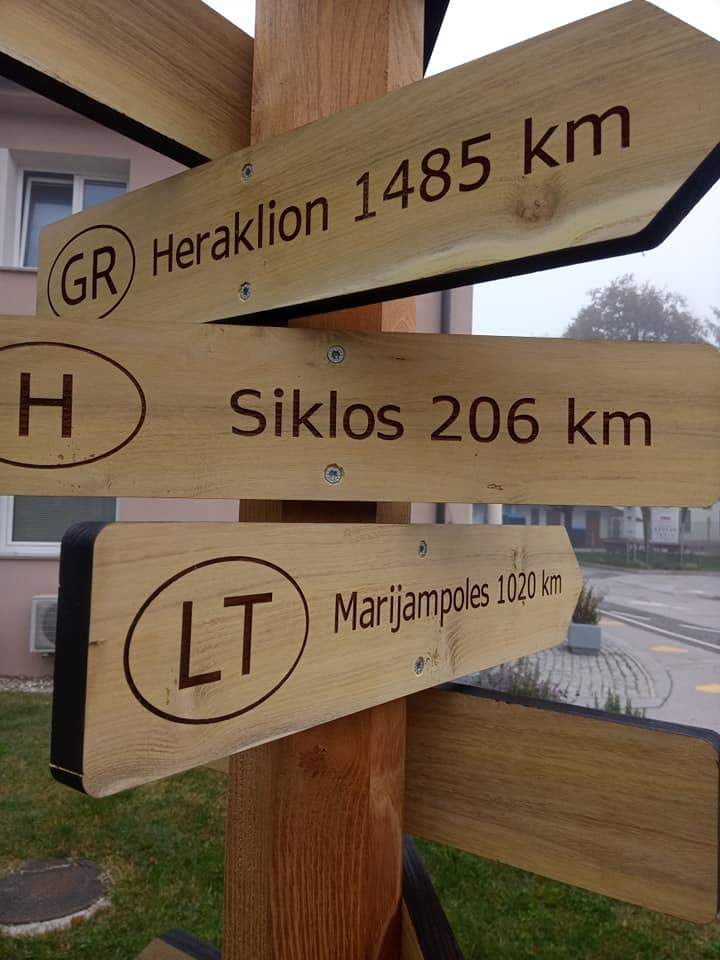 GR Heraklion 1485 km
H Siklos 206 km
LT Marijampoles 1020 km